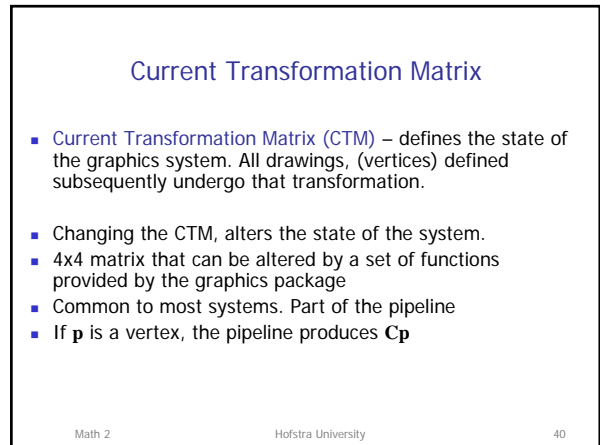 Current Transformation Matrix
▪ Current Transformation Matrix (CTM) – defines the state of
the graphics system. All drawings, (vertices) defined
subsequently undergo that transformation.
▪ Changing the CTM, alters the state of the system.
▪ 4x4 matrix that can be altered by a set of functions
provided by the graphics package
▪ Common to most systems. Part of the pipeline
▪ If p is a vertex, the pipeline produces Cp
Math 2 Hofstra University 40